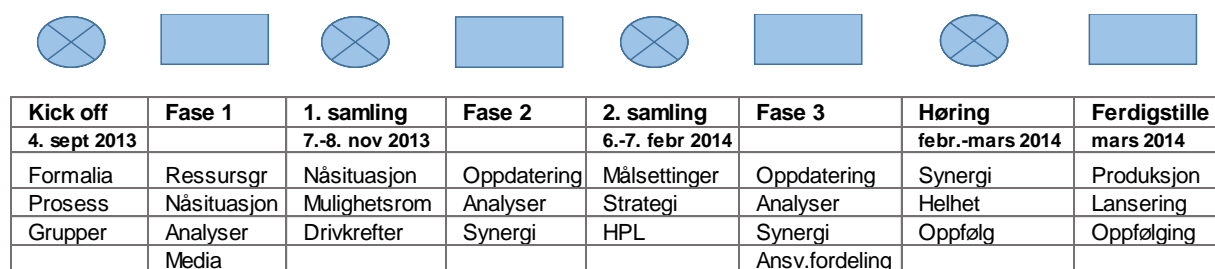 Kick off Fase 1 1. samling Fase 2 2. samling Fase 3 Høring Ferdigstille
4. sept 2013 7.-8. nov 2013 6.-7. febr 2014 febr.-mars 2014 mars 2014
Formalia Ressursgr Nåsituasjon Oppdatering Målsettinger Oppdatering Synergi Produksjon
Prosess Nåsituasjon Mulighetsrom Analyser Strategi Analyser Helhet Lansering
Grupper Analyser Drivkrefter Synergi HPL Synergi Oppfølg Oppfølging
Media Ansv.fordeling